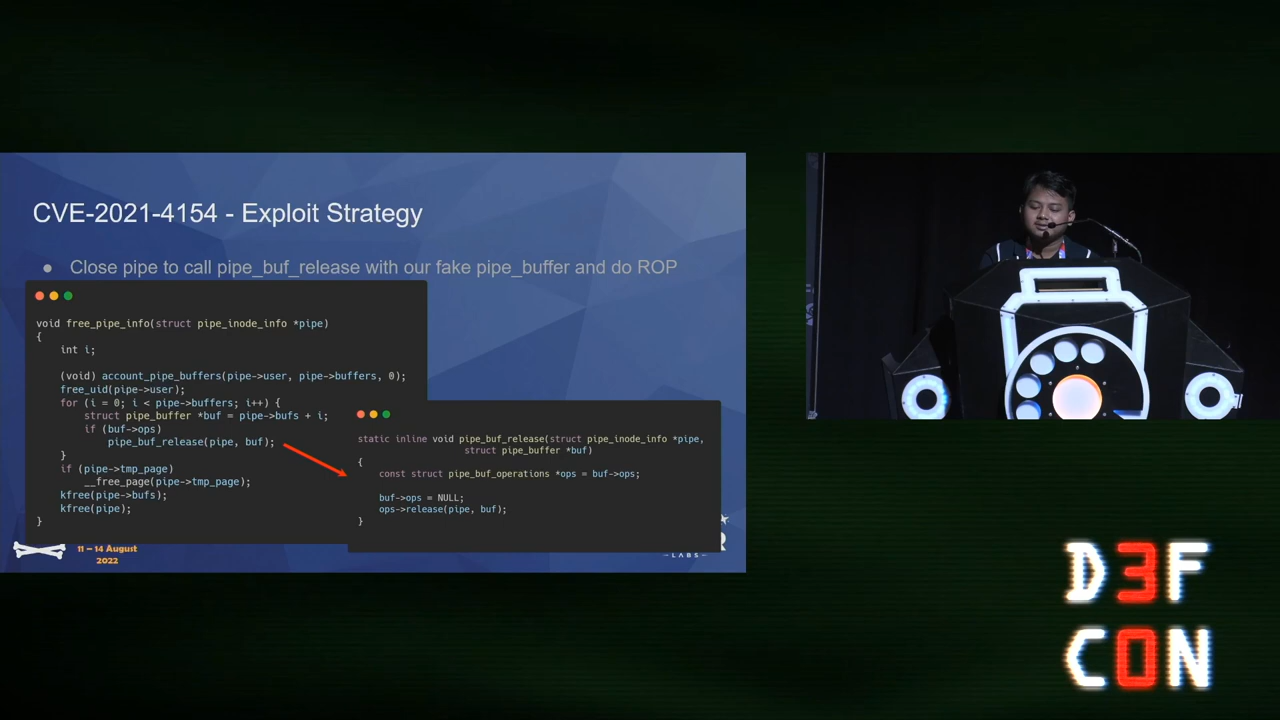 CVE-2021-4154 - Exploit Strategy
● Close pipe to call pipe_buf_release with our fake pipe_buffer and do ROP
void free_pipe_info(struct pipe_inode_info *pipe)
{
    int i;

    (void) account_pipe_buffers(pipe->user, pipe->buffers, 0);
    free_uid(pipe->user);
    for (i = 0; i < pipe->buffers; i++) {
        struct pipe_buffer *buf = pipe->bufs + i;
        if (buf->ops)
            pipe_buf_release(pipe, buf);
    }
    if (pipe->tmp_page)
        __free_page(pipe->tmp_page);
    kfree(pipe->bufs);
    kfree(pipe);
}
static inline void pipe_buf_release(struct pipe_inode_info *pipe,
                    struct pipe_buffer *buf)
{
    const struct pipe_buf_operations *ops = buf->ops;

    buf->ops = NULL;
    ops->release(pipe, buf);
}
11 – 14 August
2022
R
LABS
D3F
C0N